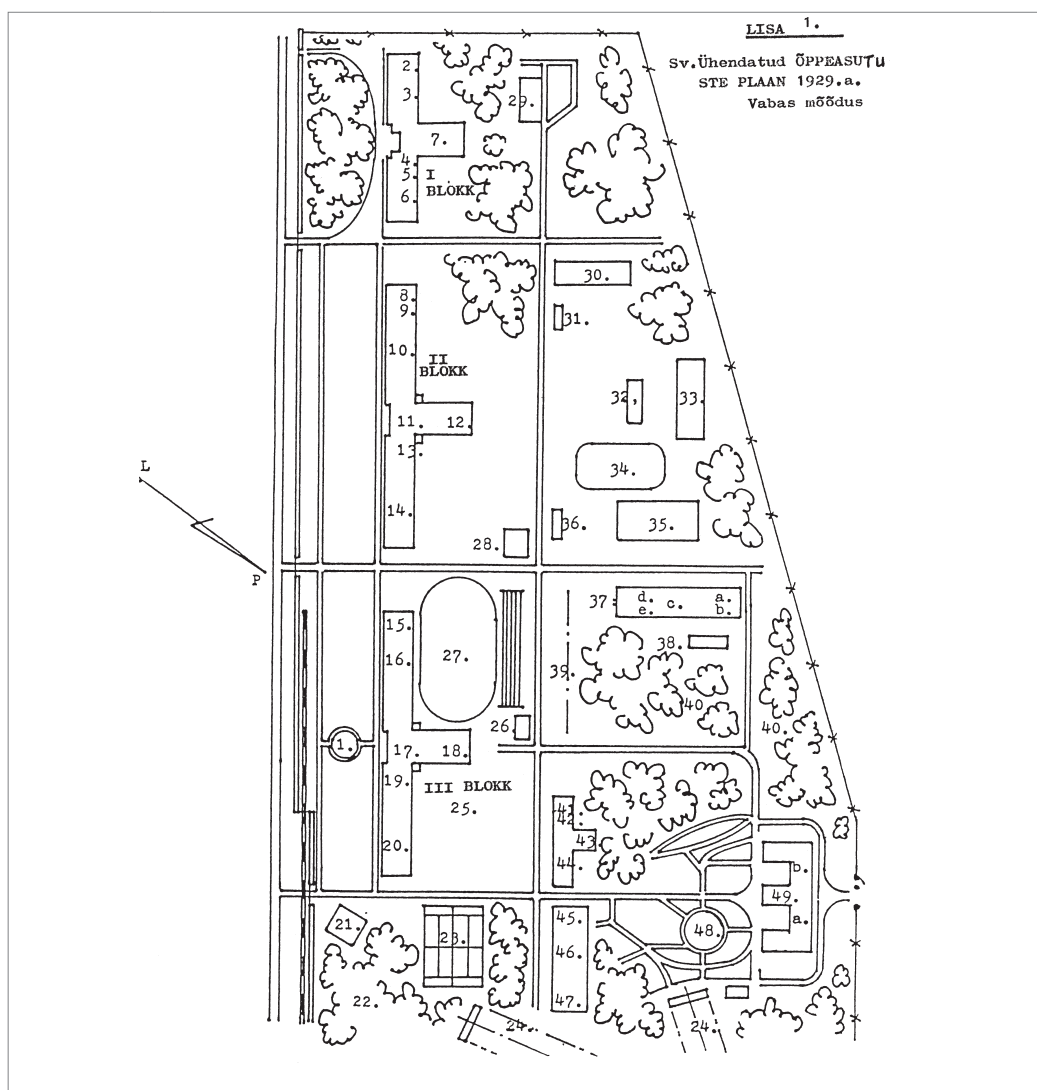 LISA 1.
Sv.Ühendatud ÕPPEASUTU
STE PLAAN 1929.a.
Vabas mõõdus
2.
3.
29.
7.
4.
5. I
BLOKK
6.
30.
8.
9.
31.
10.
II
BLOKK
32,
33.
11.
12.
13.
34.
L
14.
36.
35.
28.
P
37
d.
c.
a.
e.
b.
15.
27.
16.
38.
39.
40
40.
26.
1.
17.
18.
19.
III BLOKK
25.
41.
42.
43.
20.
44.
b.
49.
a.
21.
45.
48.
23.
46.
22.
47.
24.
24.